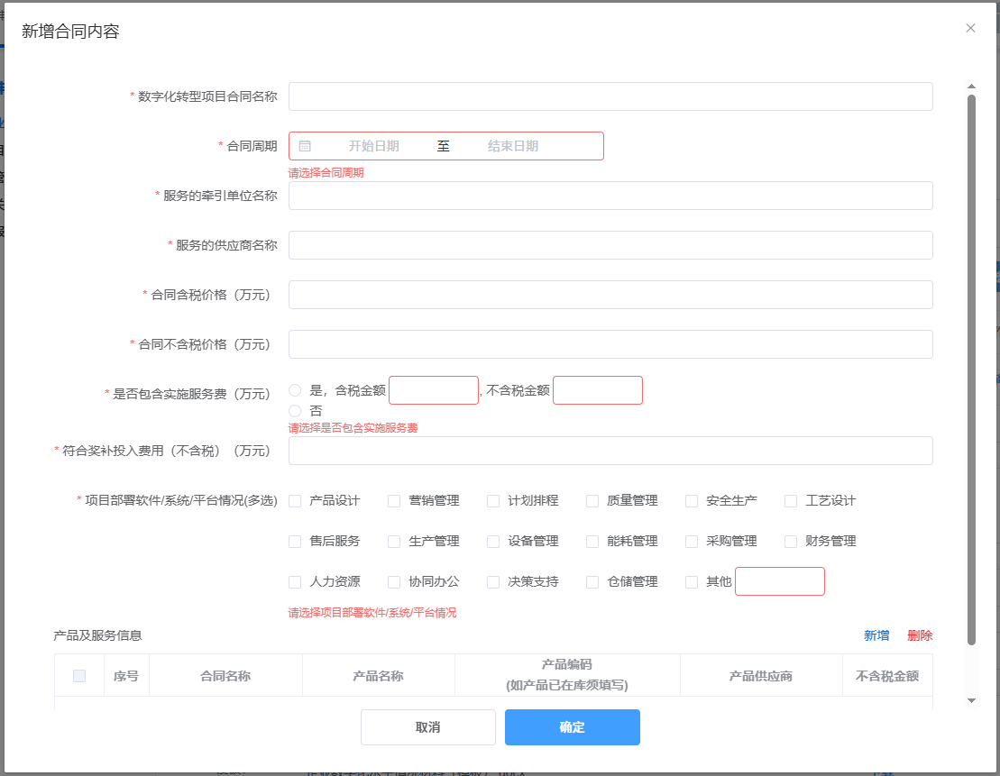 新增合同内容
* 数字化转型项目合同名称
* 合同周期 开始日期 至 结束日期
请选择合同周期
* 服务的牵引单位名称
* 服务的供应商名称
* 合同含税价格（万元）
* 合同不含税价格（万元）
* 是否包含实施服务费（万元） 是，含税金额 , 不含税金额
否
请选择是否包含实施服务费
* 符合奖补投入费用（不含税）（万元）
* 项目部署软件/系统/平台情况(多选) 产品设计 营销管理 计划排程 质量管理 安全生产 工艺设计
售后服务 生产管理 设备管理 能耗管理 采购管理 财务管理
人力资源 协同办公 决策支持 仓储管理 其他
请选择项目部署软件/系统/平台情况
产品及服务信息 新增 删除
序号 合同名称 产品名称 产品编码 产品供应商 不含税金额
(如产品已在库须填写)
取消 确定